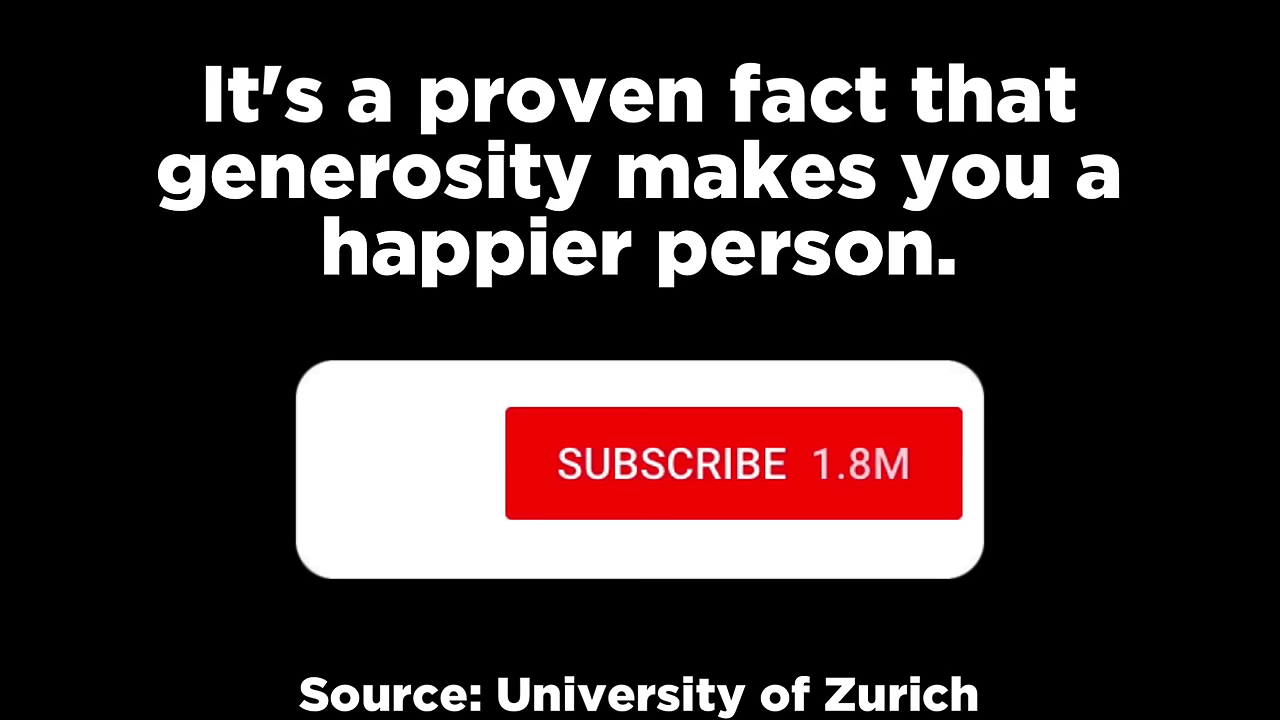 It's a proven fact that
generosity makes you a
happier person.
SUBSCRIBE 1.8M
Source: University of Zurich